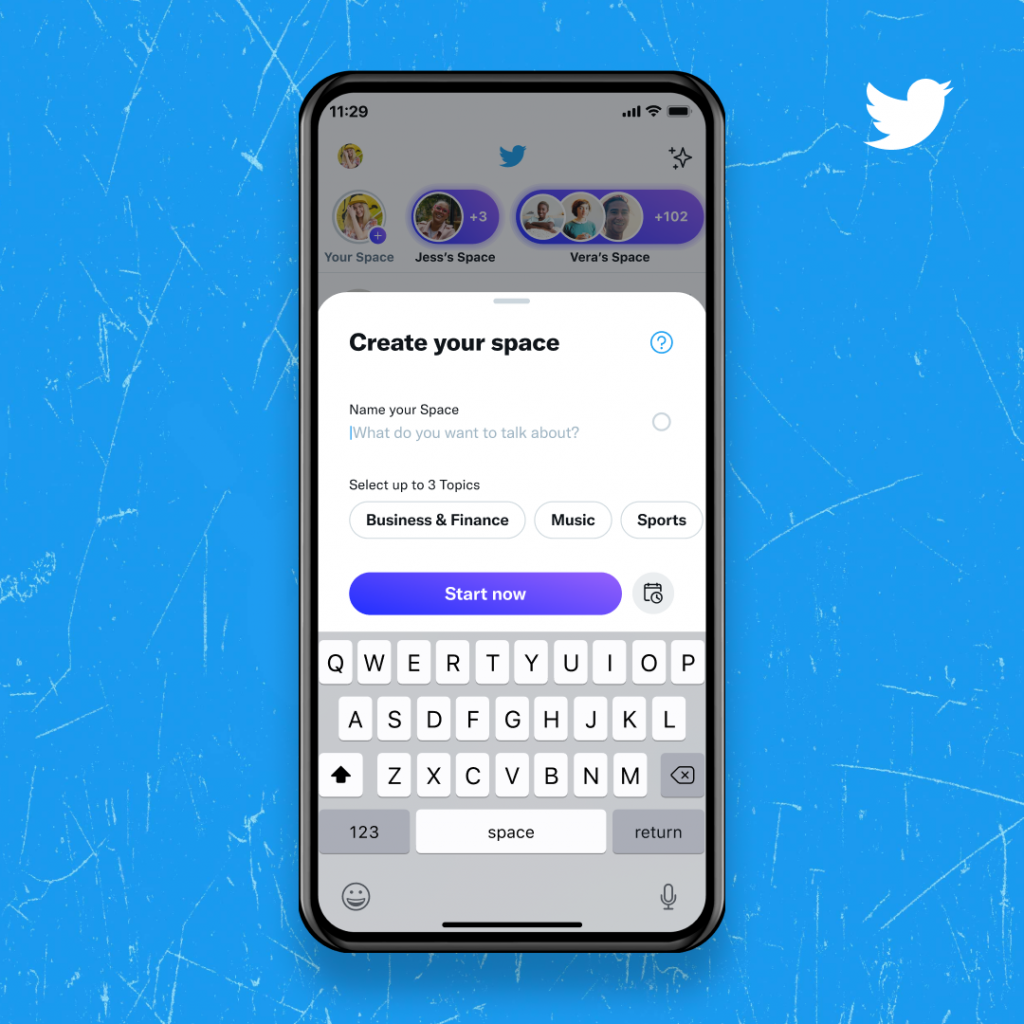 11:29
+3
+102
Your Space
Jess's Space
Vera's Space
Create your space
?
Name your Space
What do you want to talk about?
Select up to 3 Topics
Business & Finance
Music
Sports
Start now
Q W E R T Y U I O P
A S D F G H J K L
Z X C V B N M
123
space
return